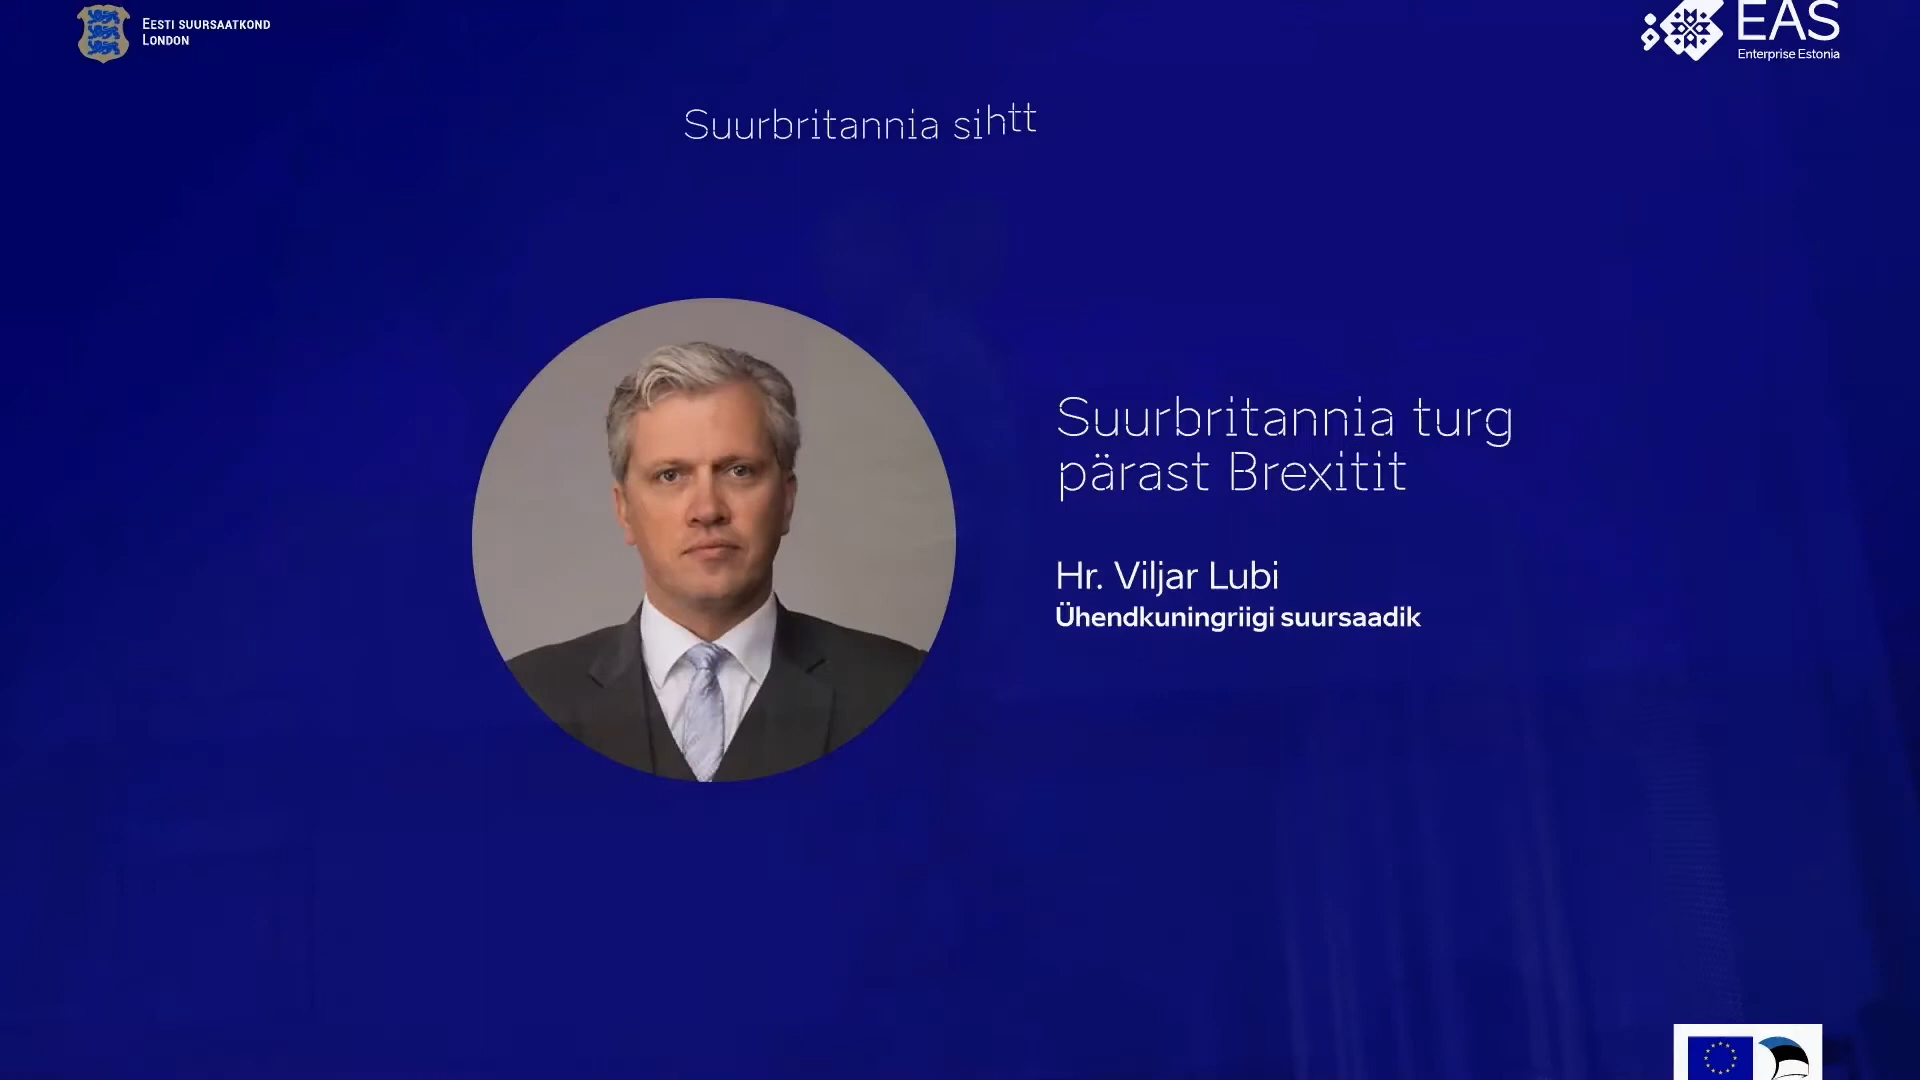 EESTI SUURSAATKOND
LONDON
EAS
Enterprise Estonia
Suurbritannia sihtt
Suurbritannia turg
pärast Brexitit
Hr. Viljar Lubi
Ühendkuningriigi suursaadik